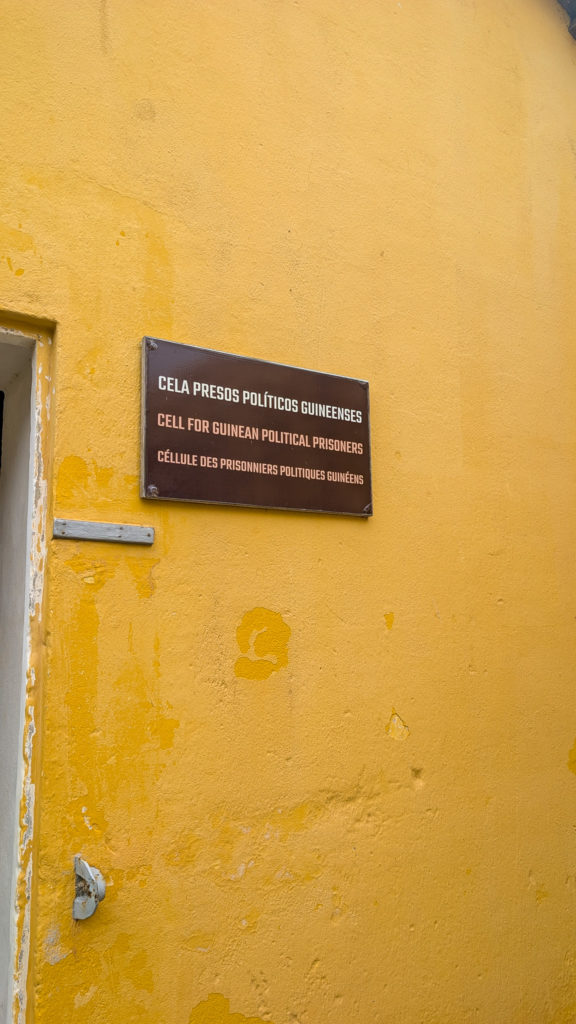 CELA PRESOS POLÍTICOS GUINEENSES
CELL FOR GUINEAN POLITICAL PRISONERS
CÉLLULE DES PRISONNIERS POLITIQUES GUINÉENS